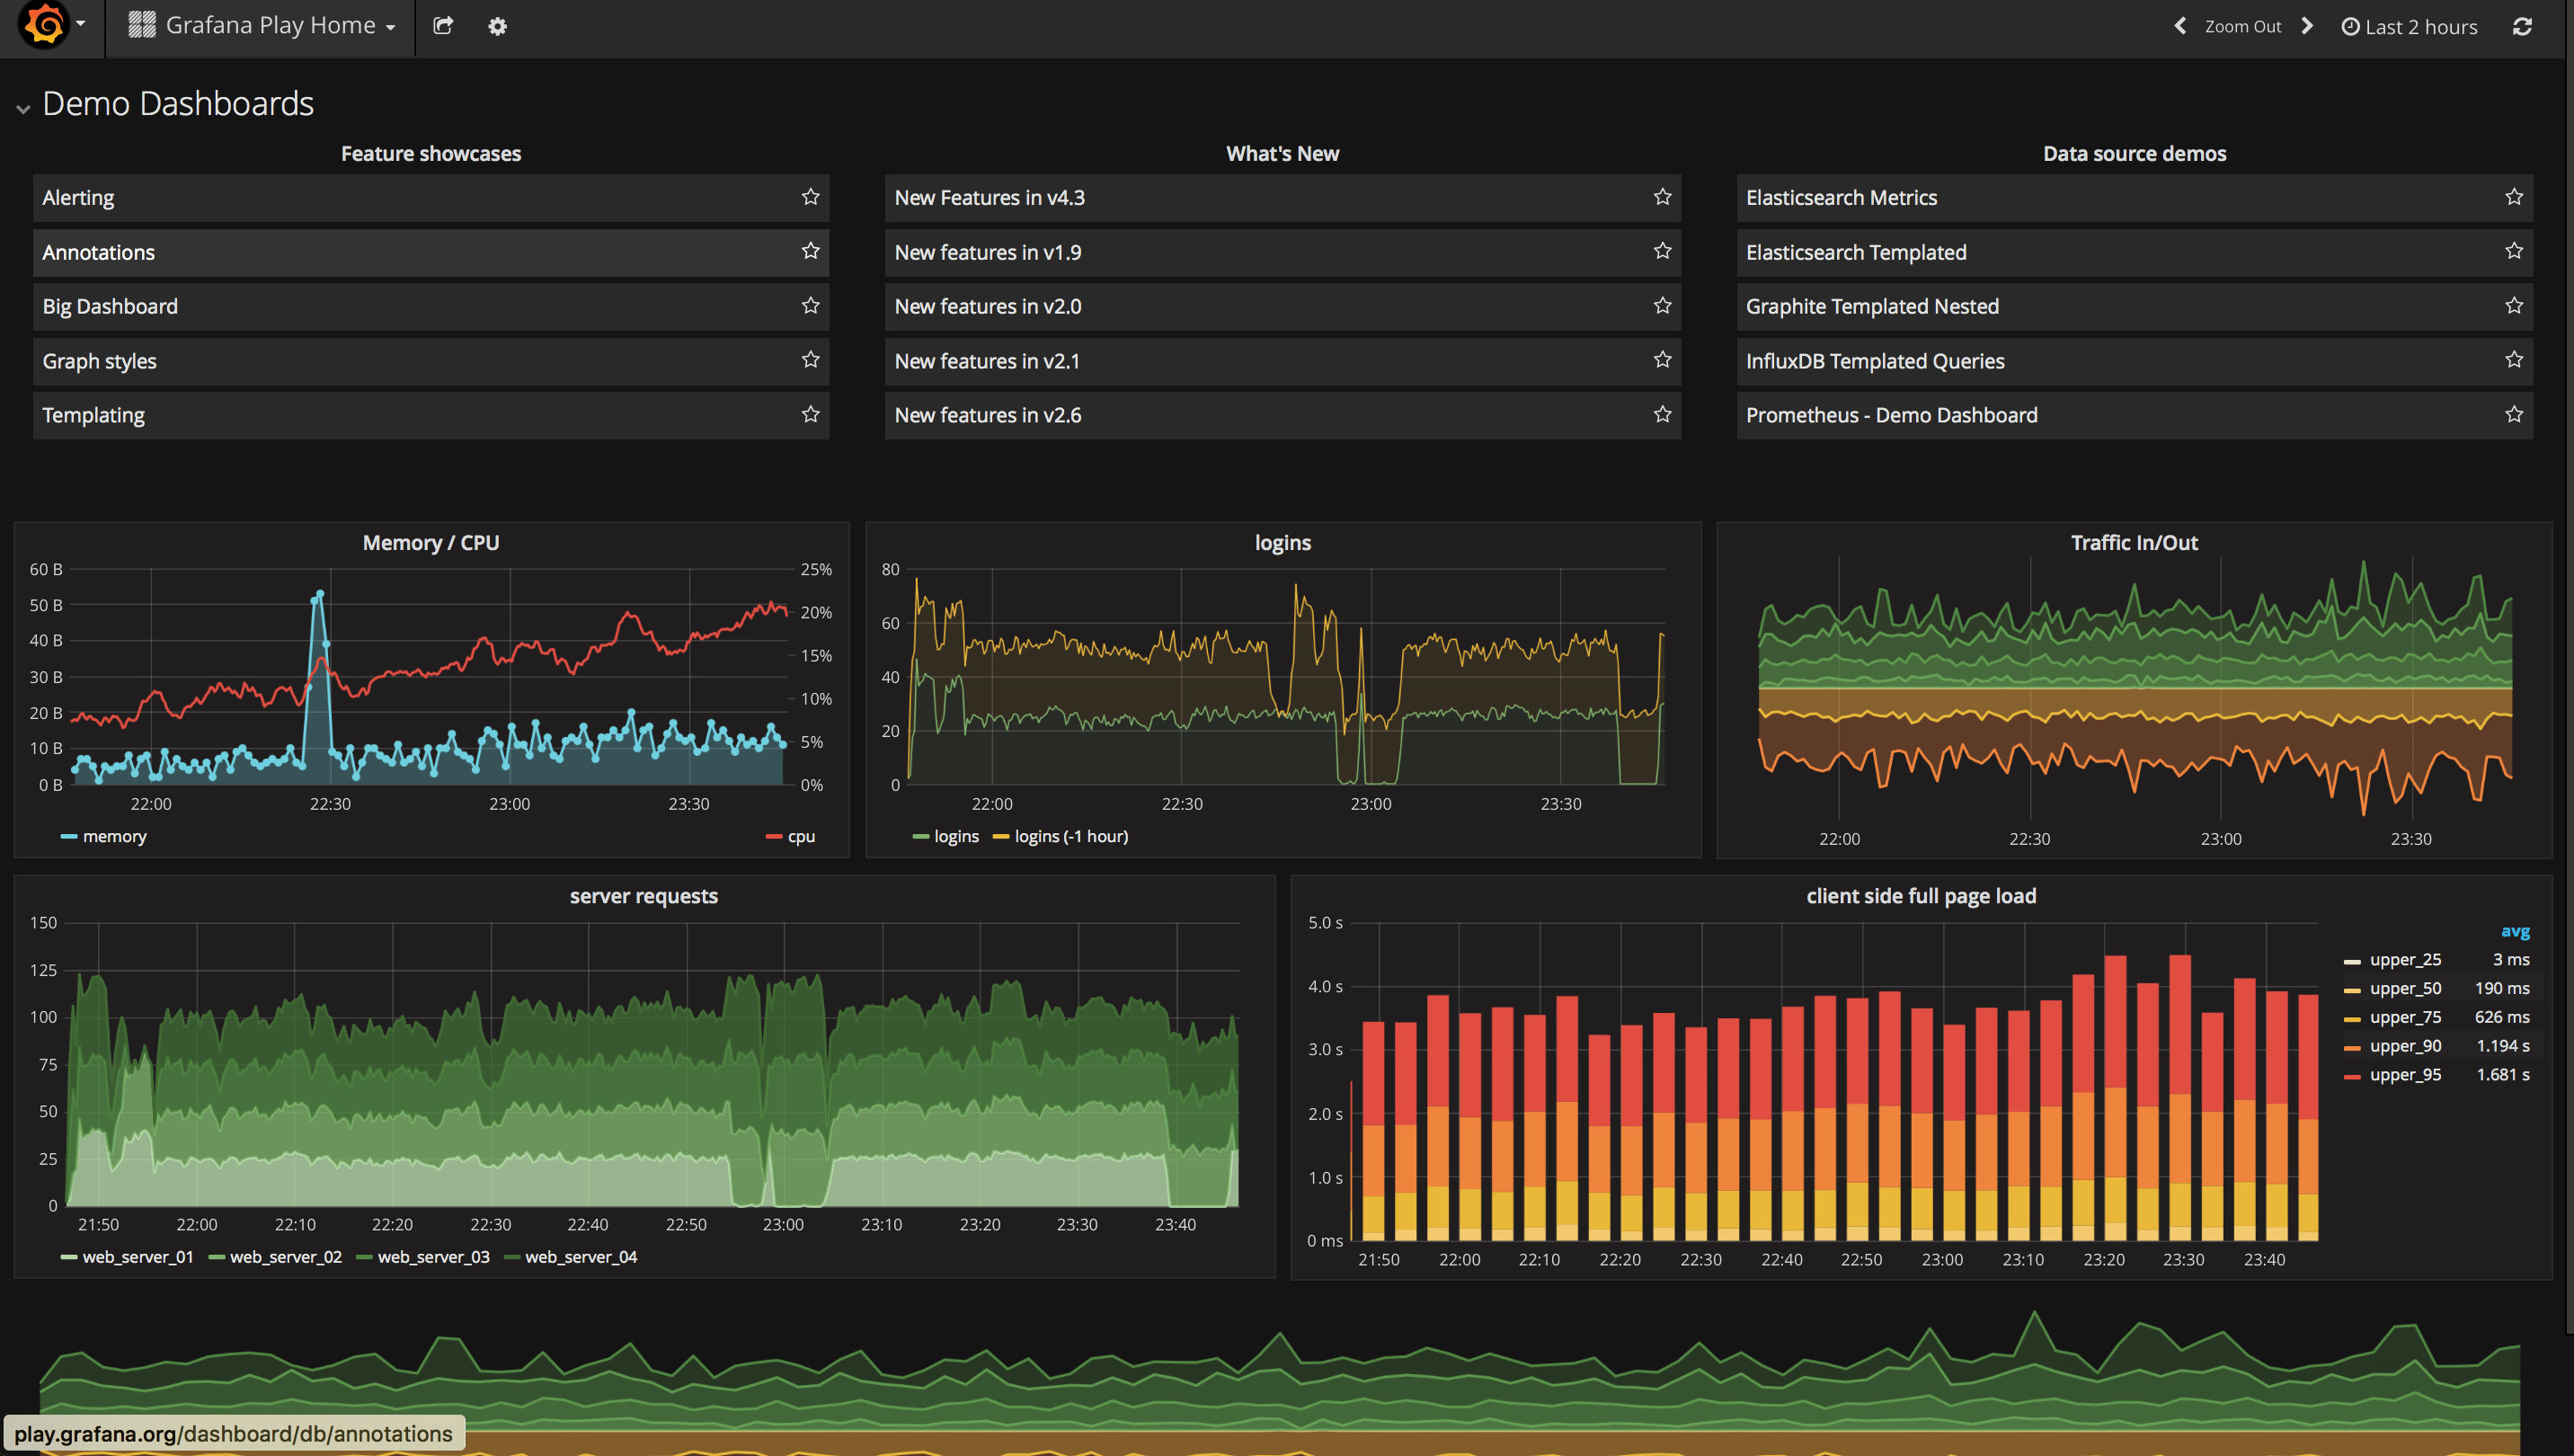 Grafana Play Home
Zoom Out
Last 2 hours
Demo Dashboards
Feature showcases
Alerting
Annotations
Big Dashboard
Graph styles
Templating
What's New
New Features in v4.3
New features in v1.9
New features in v2.0
New features in v2.1
New features in v2.6
Data source demos
Elasticsearch Metrics
Elasticsearch Templated
Graphite Templated Nested
InfluxDB Templated Queries
Prometheus - Demo Dashboard
Memory / CPU
60 B
50 B
40 B
30 B
20 B
10 B
0 B
25%
20%
15%
10%
5%
0%
22:00 22:30 23:00 23:30
memory cpu
logins
80
60
40
20
0
22:00 22:30 23:00 23:30
logins logins (-1 hour)
Traffic In/Out
22:00 22:30 23:00 23:30
server requests
150
125
100
75
50
25
0
21:50 22:00 22:10 22:20 22:30 22:40 22:50 23:00 23:10 23:20 23:30 23:40
web_server_01 web_server_02 web_server_03 web_server_04
client side full page load
5.0 s
4.0 s
3.0 s
2.0 s
1.0 s
0 ms
21:50 22:00 22:10 22:20 22:30 22:40 22:50 23:00 23:10 23:20 23:30 23:40
avg
upper_25 3 ms
upper_50 190 ms
upper_75 626 ms
upper_90 1.194 s
upper_95 1.681 s
play.grafana.org/dashboard/db/annotations